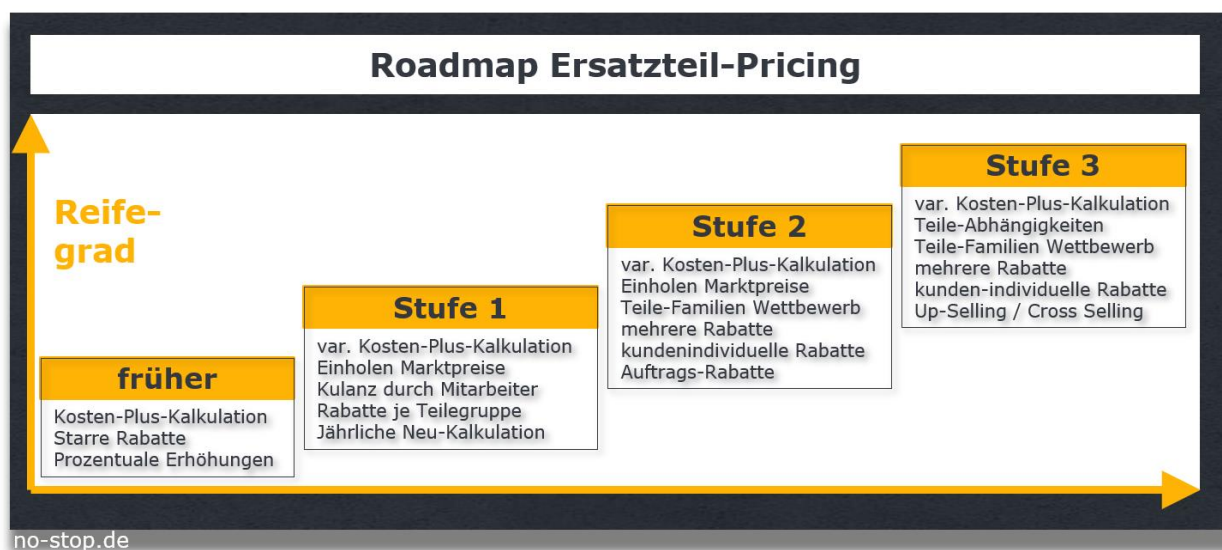 Roadmap Ersatzteil-Pricing
Reife-
grad
früher
Kosten-Plus-Kalkulation
Starre Rabatte
Prozentuale Erhöhungen
Stufe 1
var. Kosten-Plus-Kalkulation
Einholen Marktpreise
Kulanz durch Mitarbeiter
Rabatte je Teilegruppe
Jährliche Neu-Kalkulation
Stufe 2
var. Kosten-Plus-Kalkulation
Einholen Marktpreise
Teile-Familien Wettbewerb
mehrere Rabatte
kundenindividuelle Rabatte
Auftrags-Rabatte
Stufe 3
var. Kosten-Plus-Kalkulation
Teile-Abhängigkeiten
Teile-Familien Wettbewerb
mehrere Rabatte
kunden-individuelle Rabatte
Up-Selling / Cross Selling
no-stop.de